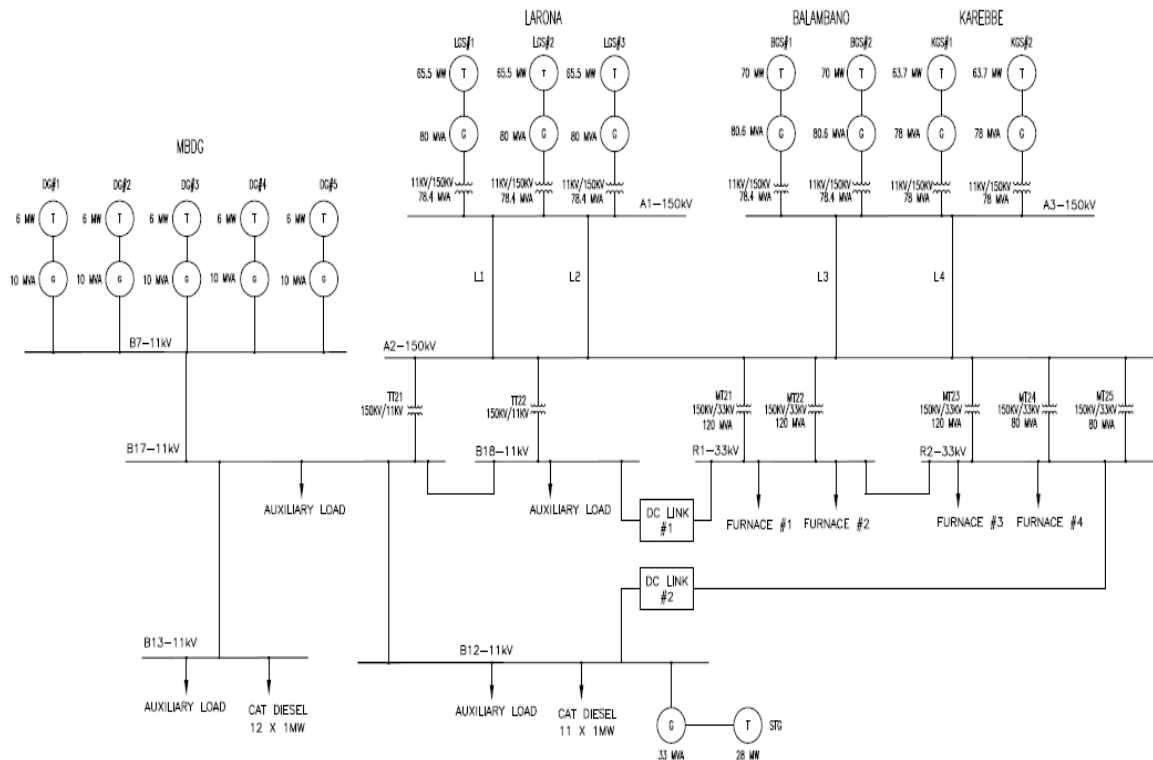 LARONA
BALAMBANO
KAREBBE
LGS#1
LGS#2
LGS#3
BGS#1
BGS#2
KGS#1
KGS#2
65.5 MW
T
65.5 MW
T
65.5 MW
T
70 MW
T
70 MW
T
63.7 MW
T
63.7 MW
T
80 MVA
G
80 MVA
G
80 MVA
G
80.6 MVA
G
80.6 MVA
G
78 MVA
G
78 MVA
G
MBDG
11KV/150KV
78.4 MVA
11KV/150KV
78.4 MVA
11KV/150KV
78.4 MVA
11KV/150KV
78.4 MVA
11KV/150KV
78.4 MVA
11KV/150KV
78 MVA
11KV/150KV
78 MVA
A1-150kV
A3-150kV
DG#1
DG#2
DG#3
DG#4
DG#5
6 MW
T
6 MW
T
6 MW
T
6 MW
T
6 MW
T
10 MVA
G
10 MVA
G
10 MVA
G
10 MVA
G
10 MVA
G
L1
L2
L3
L4
B7-11kV
A2-150kV
TT21
150KV/11KV
TT22
150KV/11KV
MT21
150KV/33KV
120 MVA
MT22
150KV/33KV
120 MVA
MT23
150KV/33KV
120 MVA
MT24
150KV/33KV
80 MVA
MT25
150KV/33KV
80 MVA
B17-11kV
B18-11kV
R1-33kV
R2-33kV
AUXILIARY LOAD
AUXILIARY LOAD
DC LINK
#1
FURNACE #1
FURNACE #2
FURNACE #3
FURNACE #4
DC LINK
#2
B13-11kV
B12-11kV
AUXILIARY LOAD
CAT DIESEL
12 X 1MW
AUXILIARY LOAD
CAT DIESEL
11 X 1MW
G
T
STG
33 MVA
28 MW